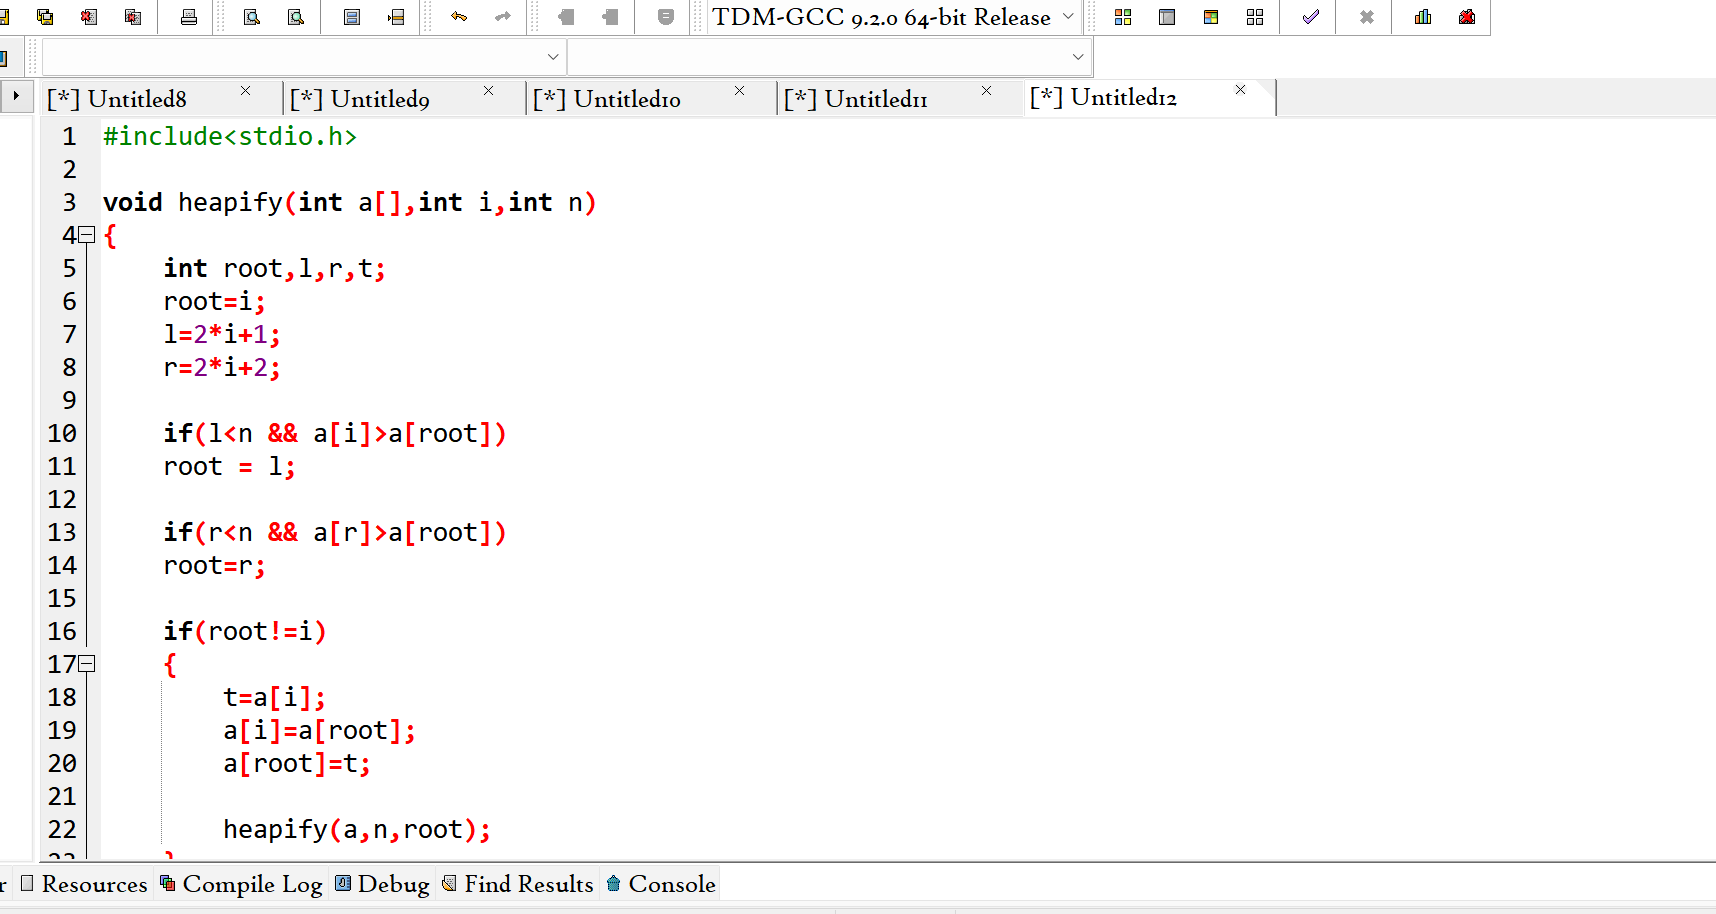 TDM-GCC 9.2.0 64-bit Release
[*] Untitled8 [*] Untitled9 [*] Untitled10 [*] Untitled11 [*] Untitled12
1 #include<stdio.h>
2
3 void heapify(int a[],int i,int n)
4 {
5 int root,l,r,t;
6 root=i;
7 l=2*i+1;
8 r=2*i+2;
9
10 if(l<n && a[i]>a[root])
11 root = l;
12
13 if(r<n && a[r]>a[root])
14 root=r;
15
16 if(root!=i)
17 {
18 t=a[i];
19 a[i]=a[root];
20 a[root]=t;
21
22 heapify(a,n,root);
Resources Compile Log Debug Find Results Console